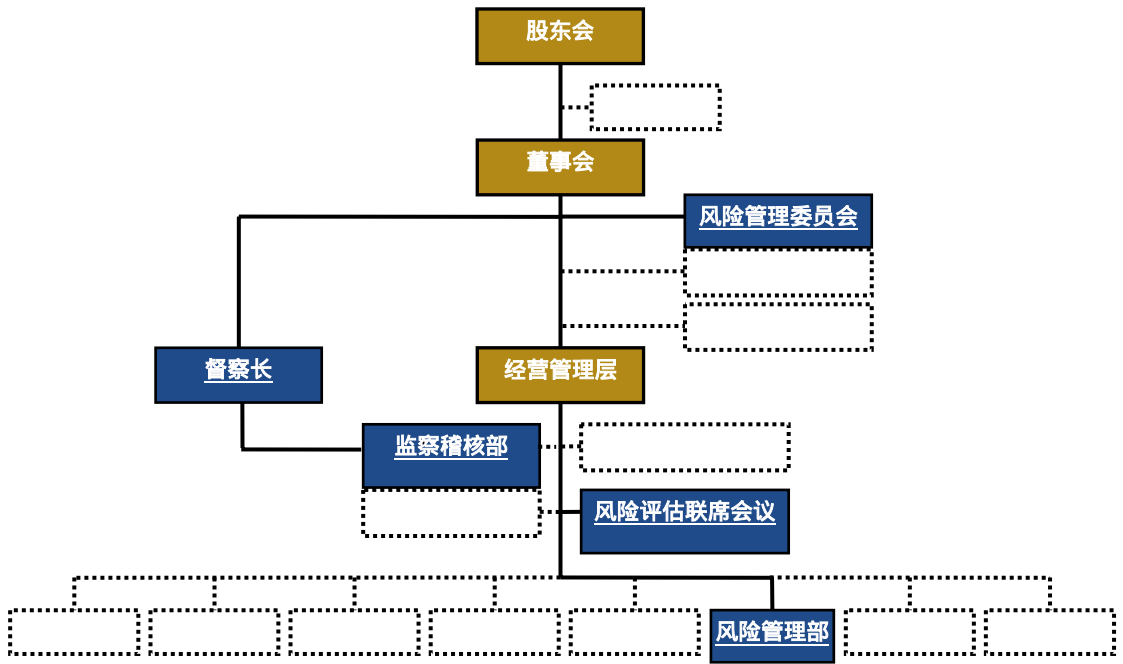 股东会
董事会
风险管理委员会
督察长
经营管理层
监察稽核部
风险评估联席会议
风险管理部